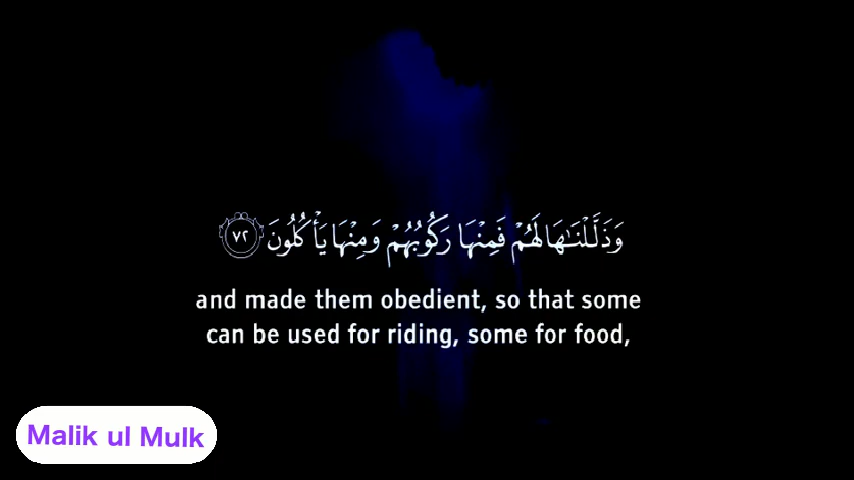 وَذَلَّلْنَـٰهَا لَهُمْ فَمِنْهَا رَكُوبُهُمْ وَمِنْهَا يَأْكُلُونَ ٧٢
and made them obedient, so that some
can be used for riding, some for food,
Malik ul Mulk